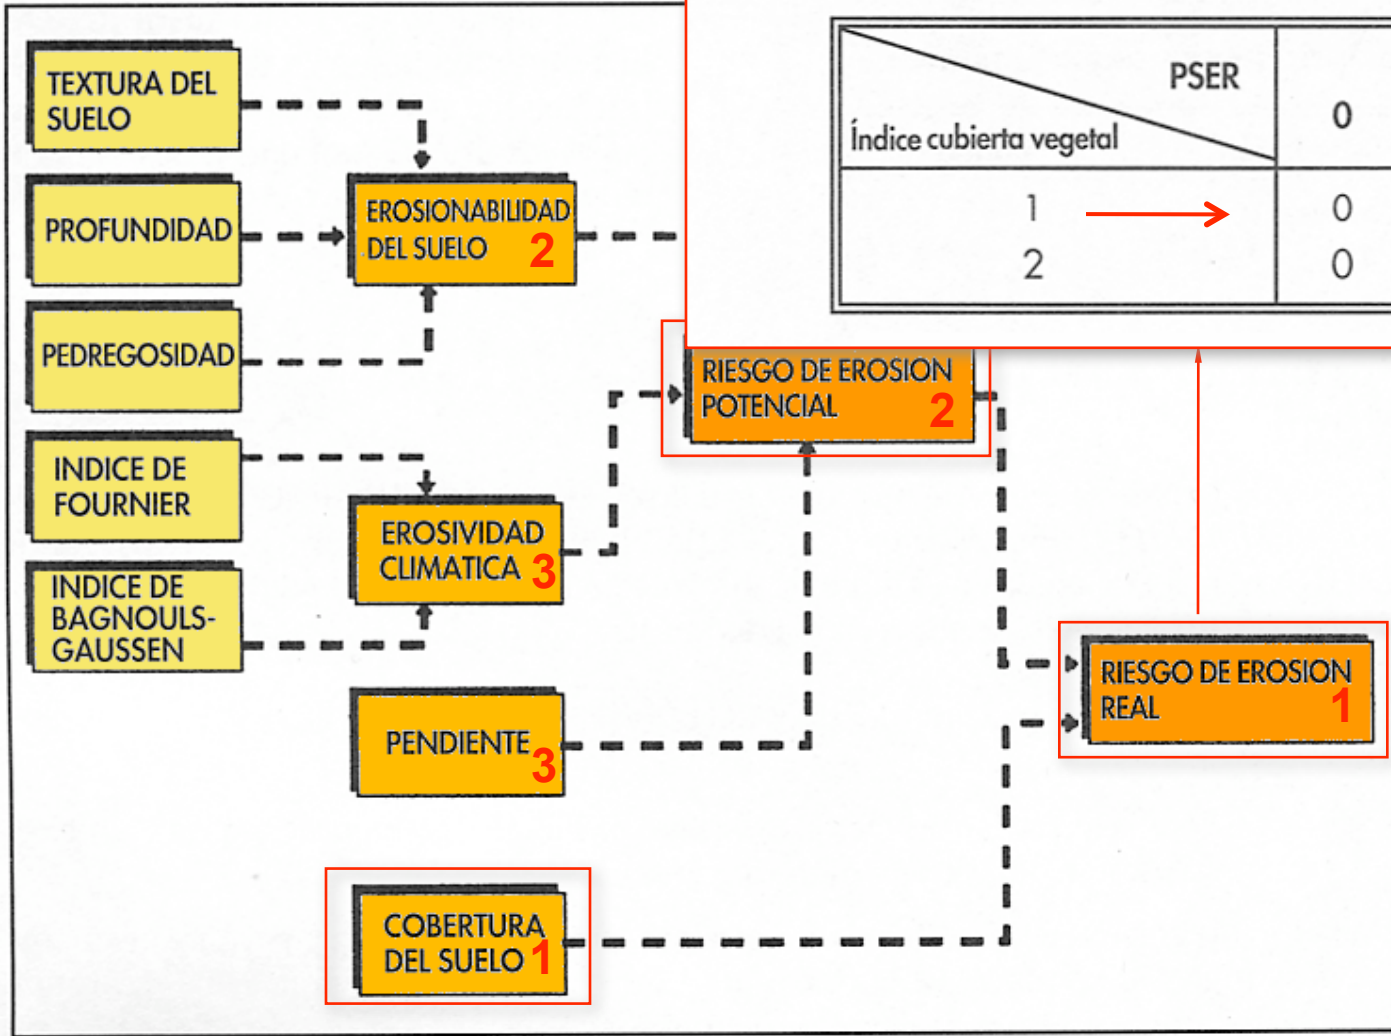 TEXTURA DEL
SUELO
PROFUNDIDAD
PEDREGOSIDAD
INDICE DE
FOURNIER
INDICE DE
BAGNOULS-
GAUSSEN
EROSIONABILIDAD
DEL SUELO 2
EROSIVIDAD
CLIMATICA 3
PENDIENTE 3
COBERTURA
DEL SUELO 1
RIESGO DE EROSION
POTENCIAL 2
RIESGO DE EROSION
REAL 1
PSER 0
Índice cubierta vegetal
1 0
2 0